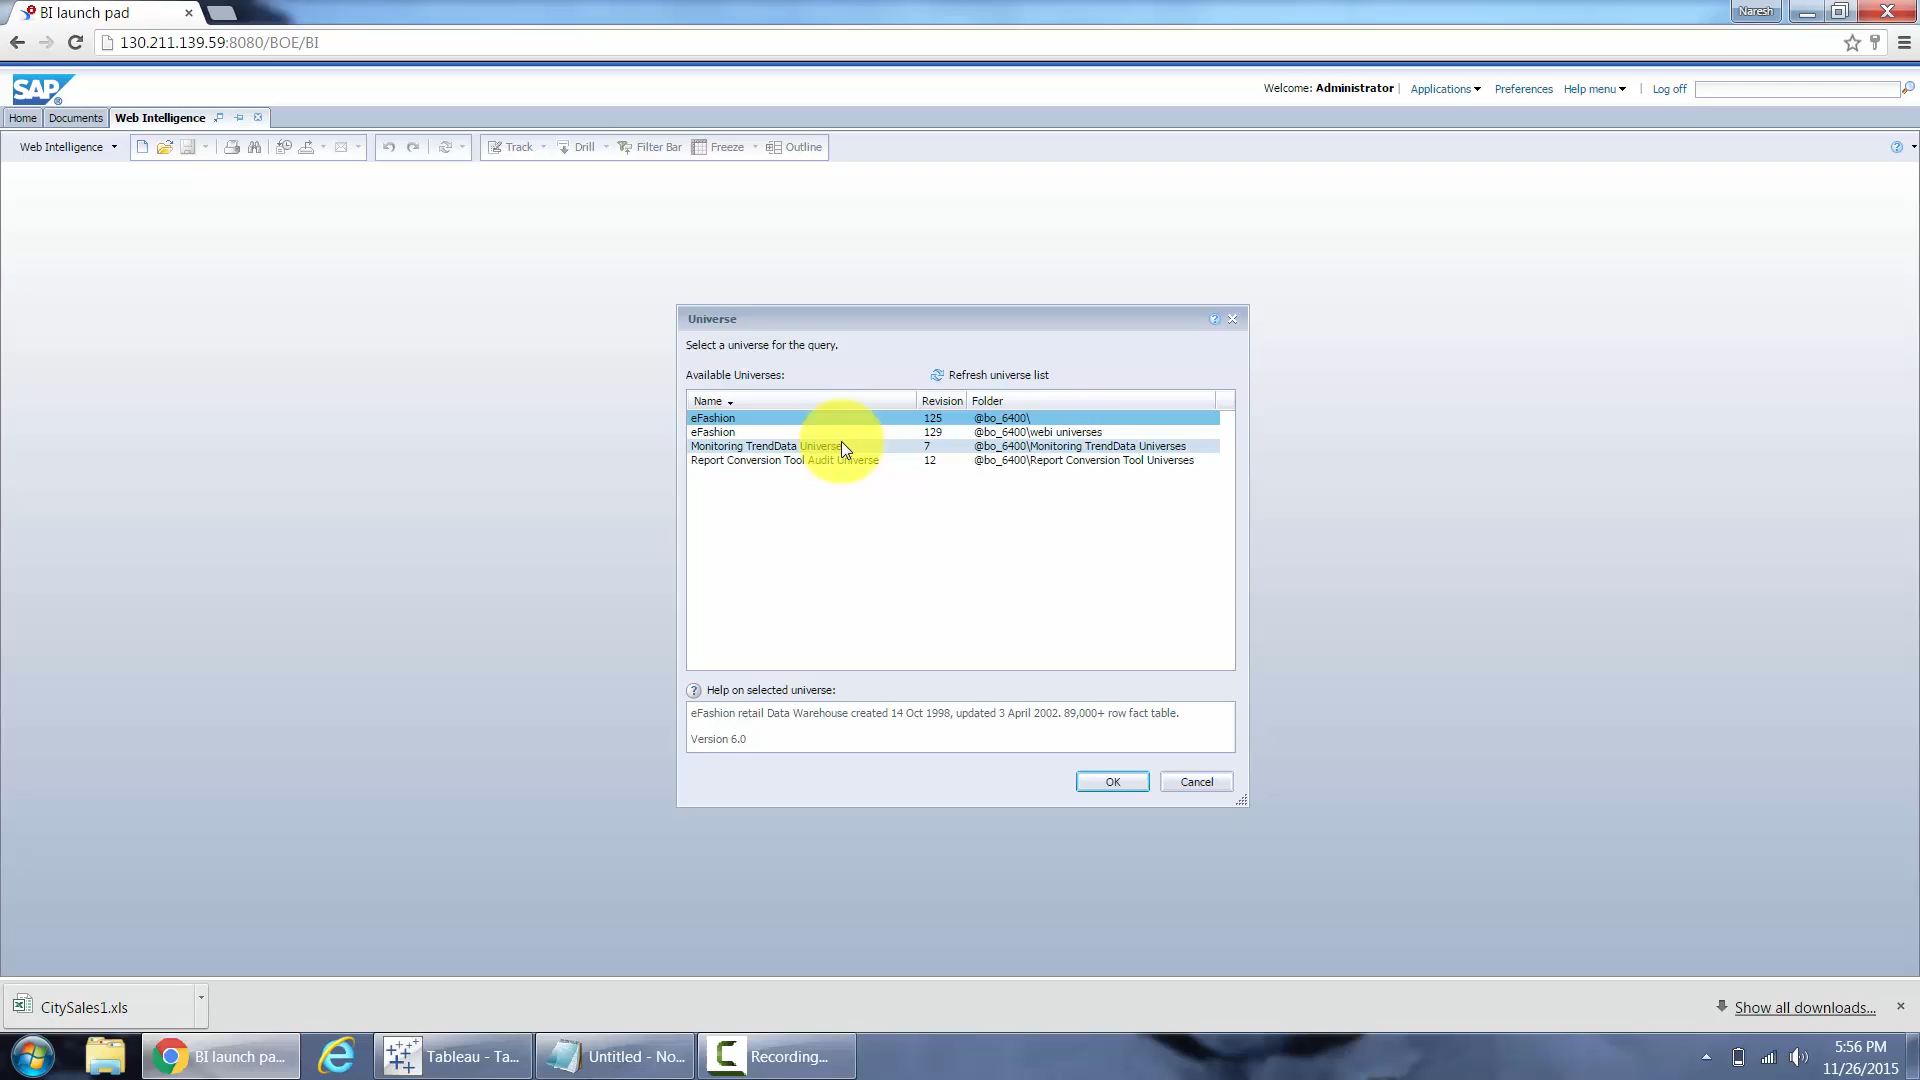 BI launch pad
Naresh
130.211.139.59:8080/BOE/BI
SAP
Welcome: Administrator
Applications
Preferences
Help menu
Log off
Home
Documents
Web Intelligence
Web Intelligence
Track
Drill
Filter Bar
Freeze
Outline
Universe
Select a universe for the query.
Available Universes:
Refresh universe list
Name Revision Folder
eFashion 125 @bo_6400\
eFashion 129 @bo_6400\webi universes
Monitoring TrendData Universe 7 @bo_6400\Monitoring TrendData Universes
Report Conversion Tool Audit Universe 12 @bo_6400\Report Conversion Tool Universes
Help on selected universe:
eFashion retail Data Warehouse created 14 Oct 1998, updated 3 April 2002. 89,000+ row fact table.
Version 6.0
OK
Cancel
CitySales1.xls
Show all downloads...
BI launch pa...
Tableau - Ta...
Untitled - No...
Recording...
5:56 PM
11/26/2015